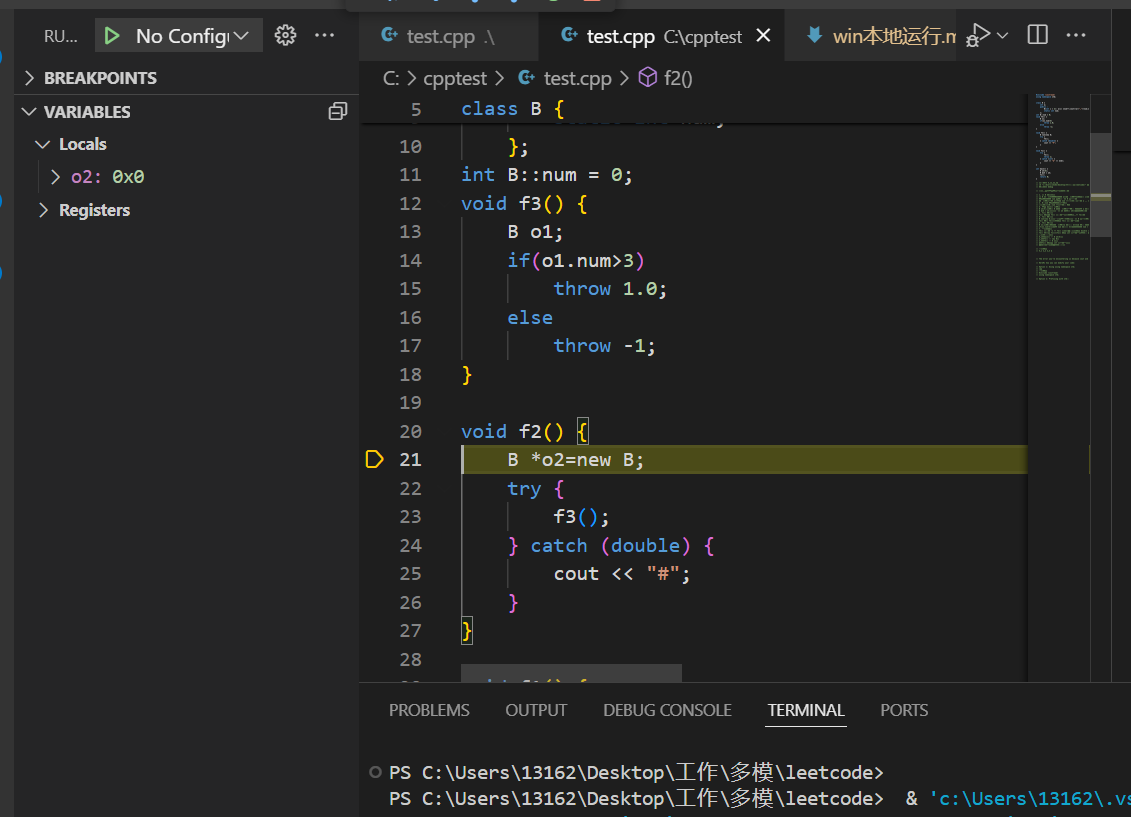 RU... No Config
test.cpp .\ test.cpp C:\cpptest win本地运行.m
BREAKPOINTS
C: > cpptest > test.cpp > f2()
VARIABLES
5 class B {
Locals
10 };
o2: 0x0
11 int B::num = 0;
Registers
12 void f3() {
13 B o1;
14 if(o1.num>3)
15 throw 1.0;
16 else
17 throw -1;
18 }
19
20 void f2() {
21 B *o2=new B;
22 try {
23 f3();
24 } catch (double) {
25 cout << "#";
26 }
27 }
28
PROBLEMS OUTPUT DEBUG CONSOLE TERMINAL PORTS
PS C:\Users\13162\Desktop\工作\多模\leetcode>
PS C:\Users\13162\Desktop\工作\多模\leetcode> & 'c:\Users\13162\.vs